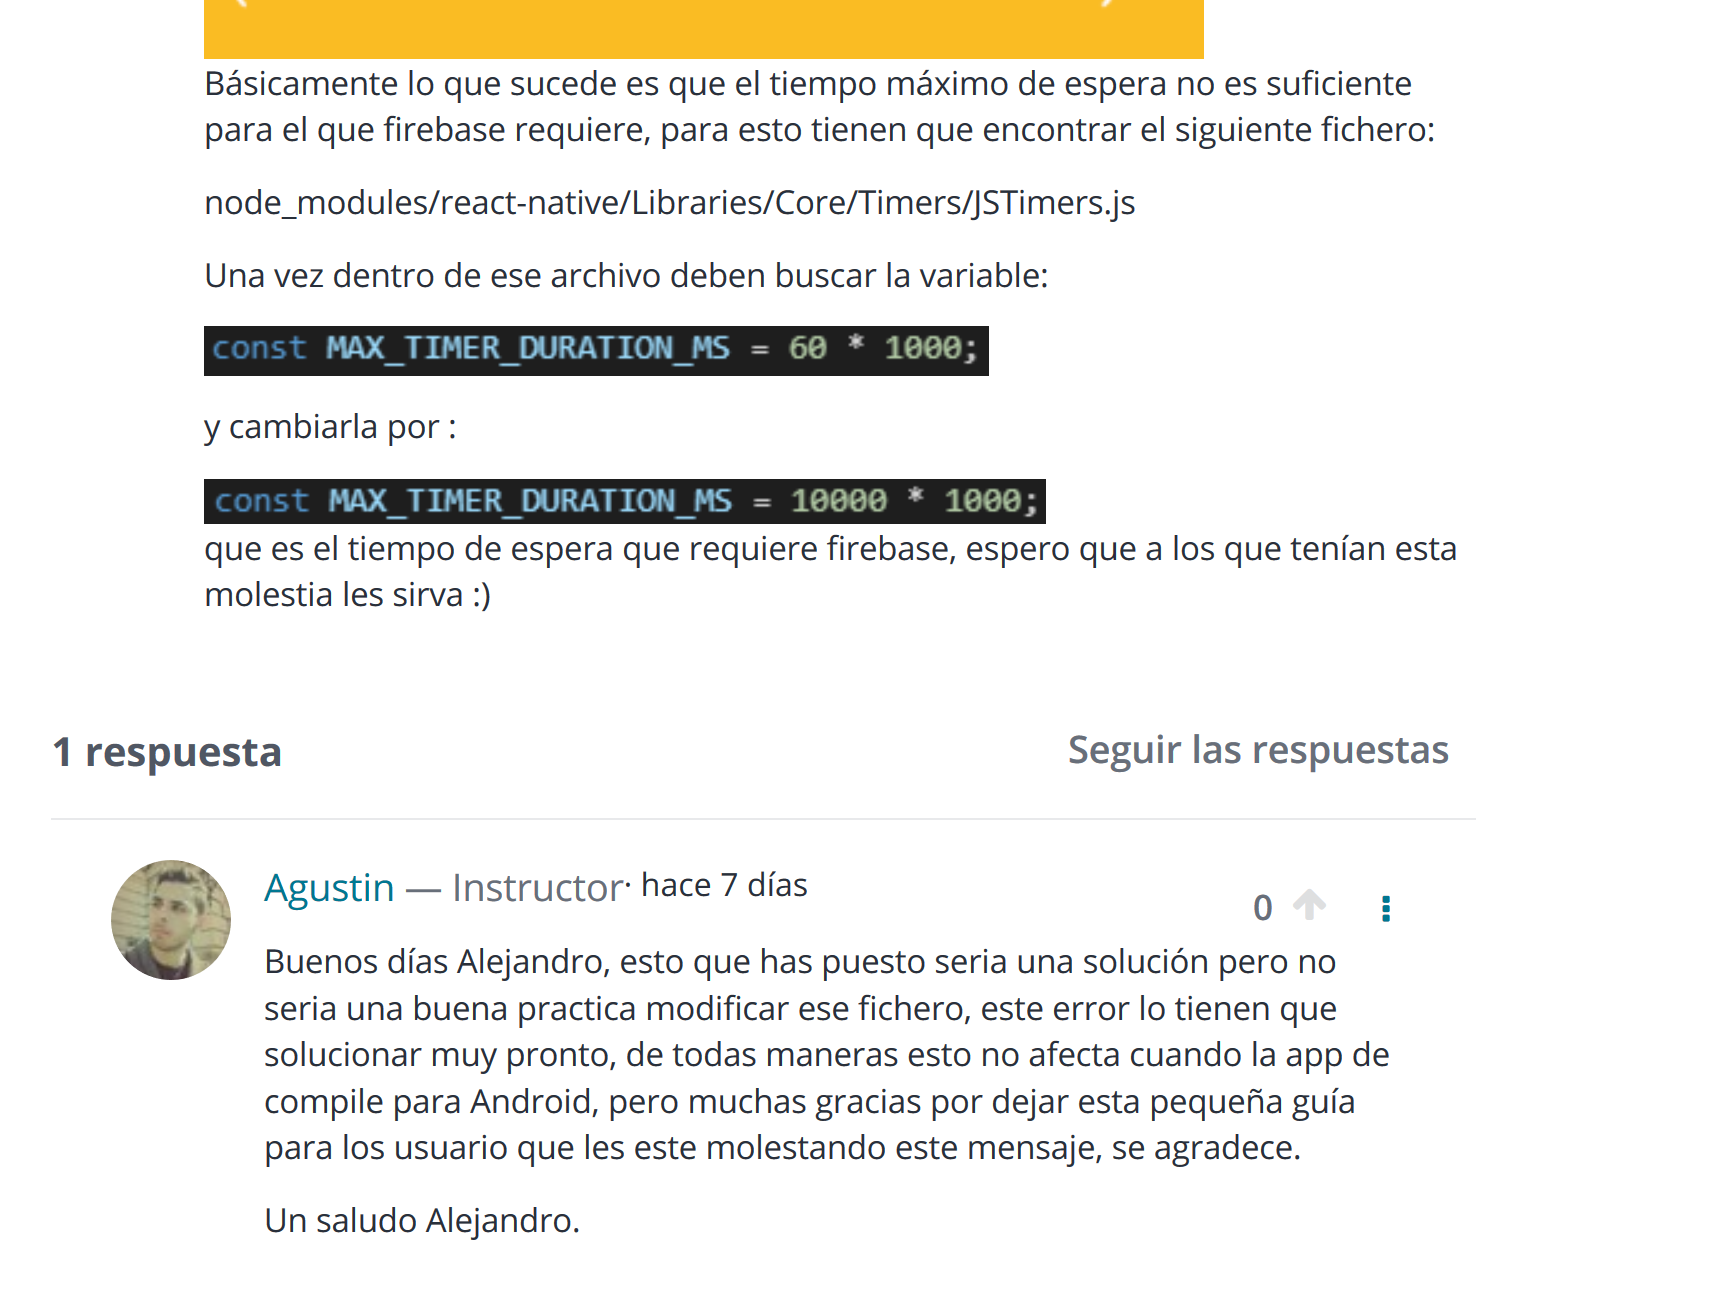 Básicamente lo que sucede es que el tiempo máximo de espera no es suficiente
para el que firebase requiere, para esto tienen que encontrar el siguiente fichero:
node_modules/react-native/Libraries/Core/Timers/JSTimers.js
Una vez dentro de ese archivo deben buscar la variable:
const MAX_TIMER_DURATION_MS = 60 * 1000;
y cambiarla por :
const MAX_TIMER_DURATION_MS = 10000 * 1000;
que es el tiempo de espera que requiere firebase, espero que a los que tenían esta
molestia les sirva :)
1 respuesta
Seguir las respuestas
Agustin — Instructor· hace 7 días
0
Buenos días Alejandro, esto que has puesto seria una solución pero no
seria una buena practica modificar ese fichero, este error lo tienen que
solucionar muy pronto, de todas maneras esto no afecta cuando la app de
compile para Android, pero muchas gracias por dejar esta pequeña guía
para los usuario que les este molestando este mensaje, se agradece.
Un saludo Alejandro.